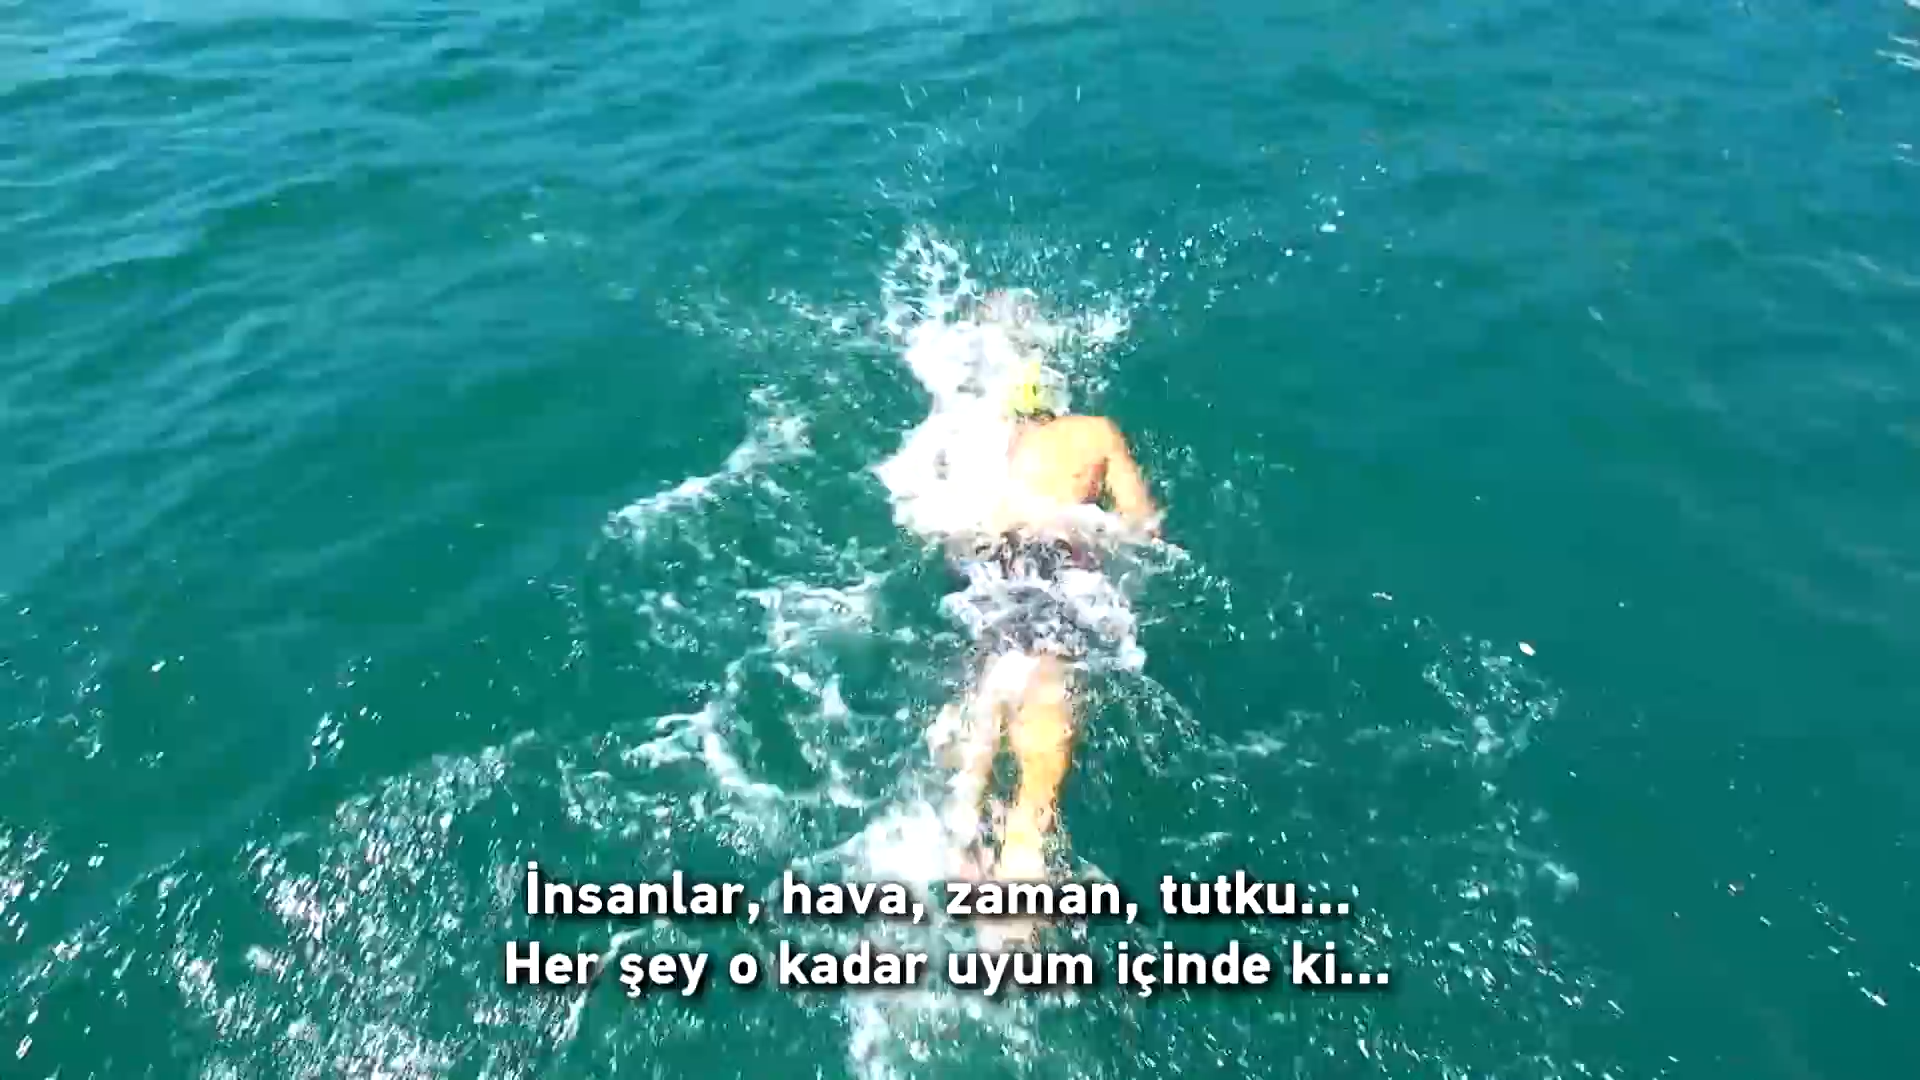 İnsanlar, hava, zaman, tutku...
Her şey o kadar uyum içinde ki...